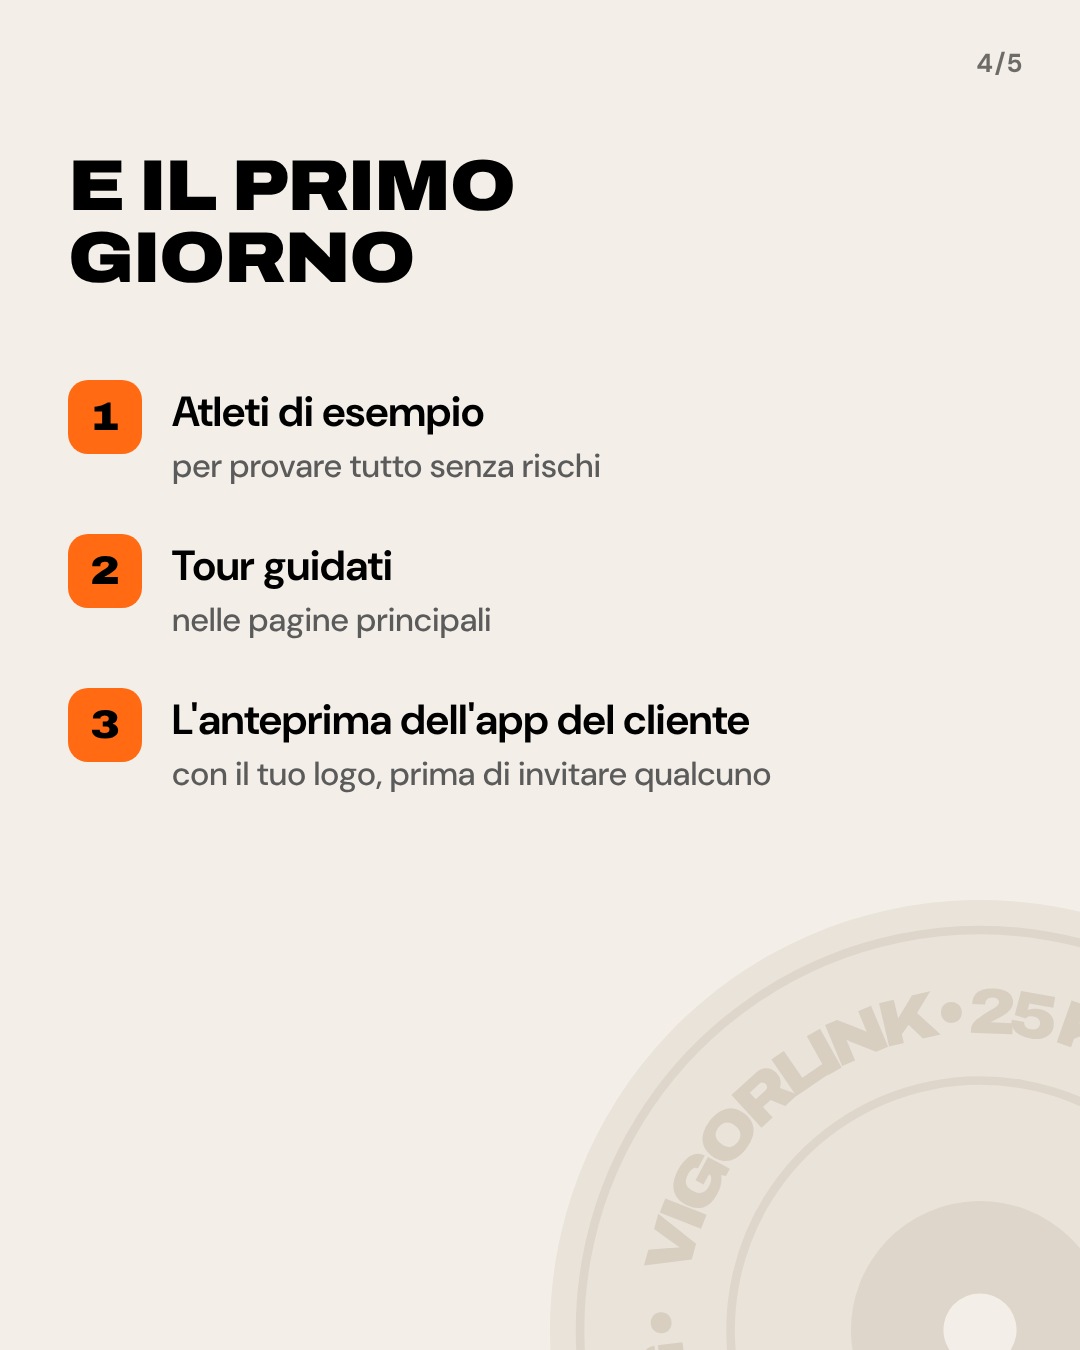 4/5
E IL PRIMO
GIORNO
1 Atleti di esempio
per provare tutto senza rischi
2 Tour guidati
nelle pagine principali
3 L'anteprima dell'app del cliente
con il tuo logo, prima di invitare qualcuno
VIGORLINK • 25